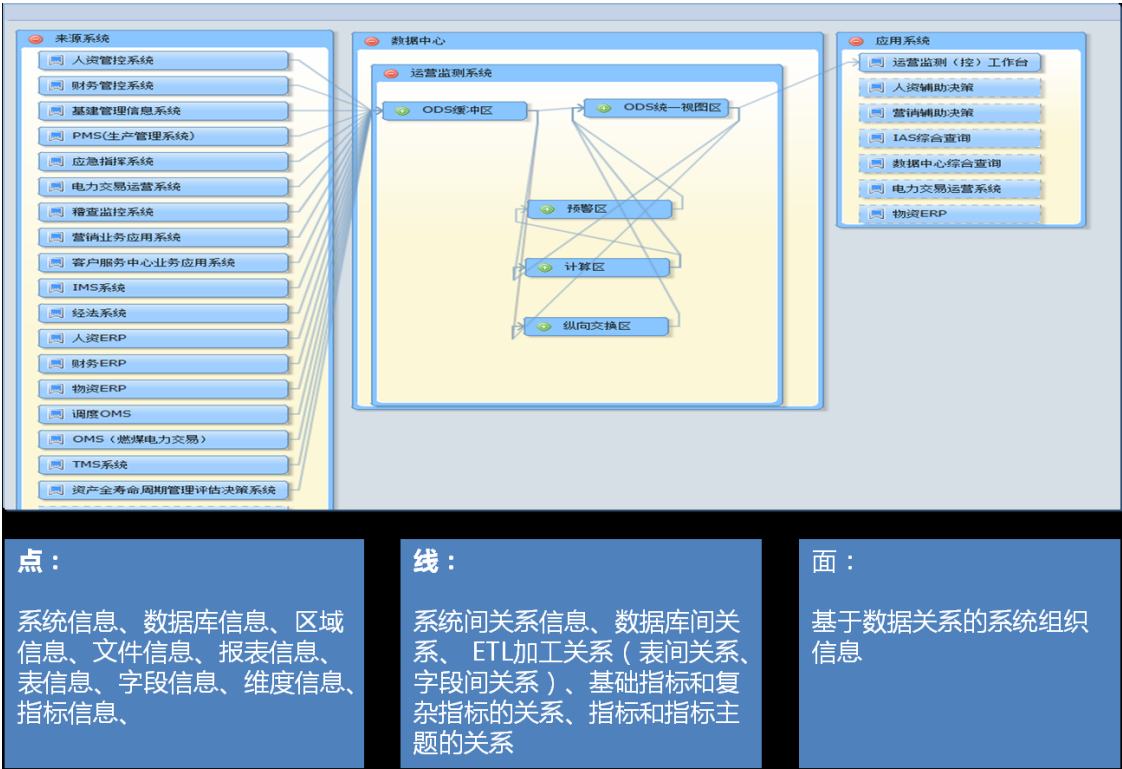 来源系统
人资管控系统
财务管控系统
基建管理信息系统
PMS(生产管理系统)
应急指挥系统
电力交易运营系统
稽查监控系统
营销业务应用系统
客户服务中心业务应用系统
IMS系统
经法系统
人资ERP
财务ERP
物资ERP
调度OMS
OMS（燃煤电力交易）
TMS系统
资产全寿命周期管理评估决策系统
数据中心
运营监测系统
ODS缓冲区
ODS统一视图区
预警区
计算区
纵向交换区
应用系统
运营监测（控）工作台
人资辅助决策
营销辅助决策
IAS综合查询
数据中心综合查询
电力交易运营系统
物资ERP
点：
系统信息、数据库信息、区域
信息、文件信息、报表信息、
表信息、字段信息、维度信息、
指标信息、
线：
系统间关系信息、数据库间关
系、 ETL加工关系（表间关系、
字段间关系）、基础指标和复
杂指标的关系、指标和指标主
题的关系
面：
基于数据关系的系统组织
信息